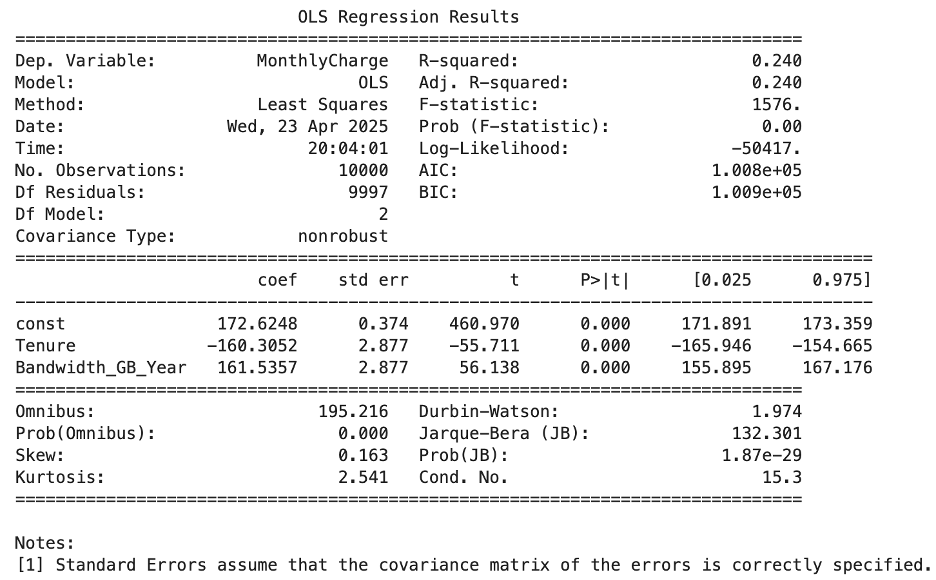 OLS Regression Results
==============================================================================
Dep. Variable: MonthlyCharge R-squared: 0.240
Model: OLS Adj. R-squared: 0.240
Method: Least Squares F-statistic: 1576.
Date: Wed, 23 Apr 2025 Prob (F-statistic): 0.00
Time: 20:04:01 Log-Likelihood: -50417.
No. Observations: 10000 AIC: 1.008e+05
Df Residuals: 9997 BIC: 1.009e+05
Df Model: 2
Covariance Type: nonrobust
=====================================================================================
coef std err t P>|t| [0.025 0.975]
-------------------------------------------------------------------------------------
const 172.6248 0.374 460.970 0.000 171.891 173.359
Tenure -160.3052 2.877 -55.711 0.000 -165.946 -154.665
Bandwidth_GB_Year 161.5357 2.877 56.138 0.000 155.895 167.176
==============================================================================
Omnibus: 195.216 Durbin-Watson: 1.974
Prob(Omnibus): 0.000 Jarque-Bera (JB): 132.301
Skew: 0.163 Prob(JB): 1.87e-29
Kurtosis: 2.541 Cond. No. 15.3
==============================================================================
Notes:
[1] Standard Errors assume that the covariance matrix of the errors is correctly specified.